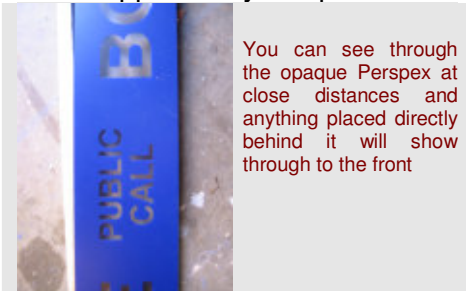 BO
PUBLIC
CALL
You can see through
the opaque Perspex at
close distances and
anything placed directly
behind it will show
through to the front